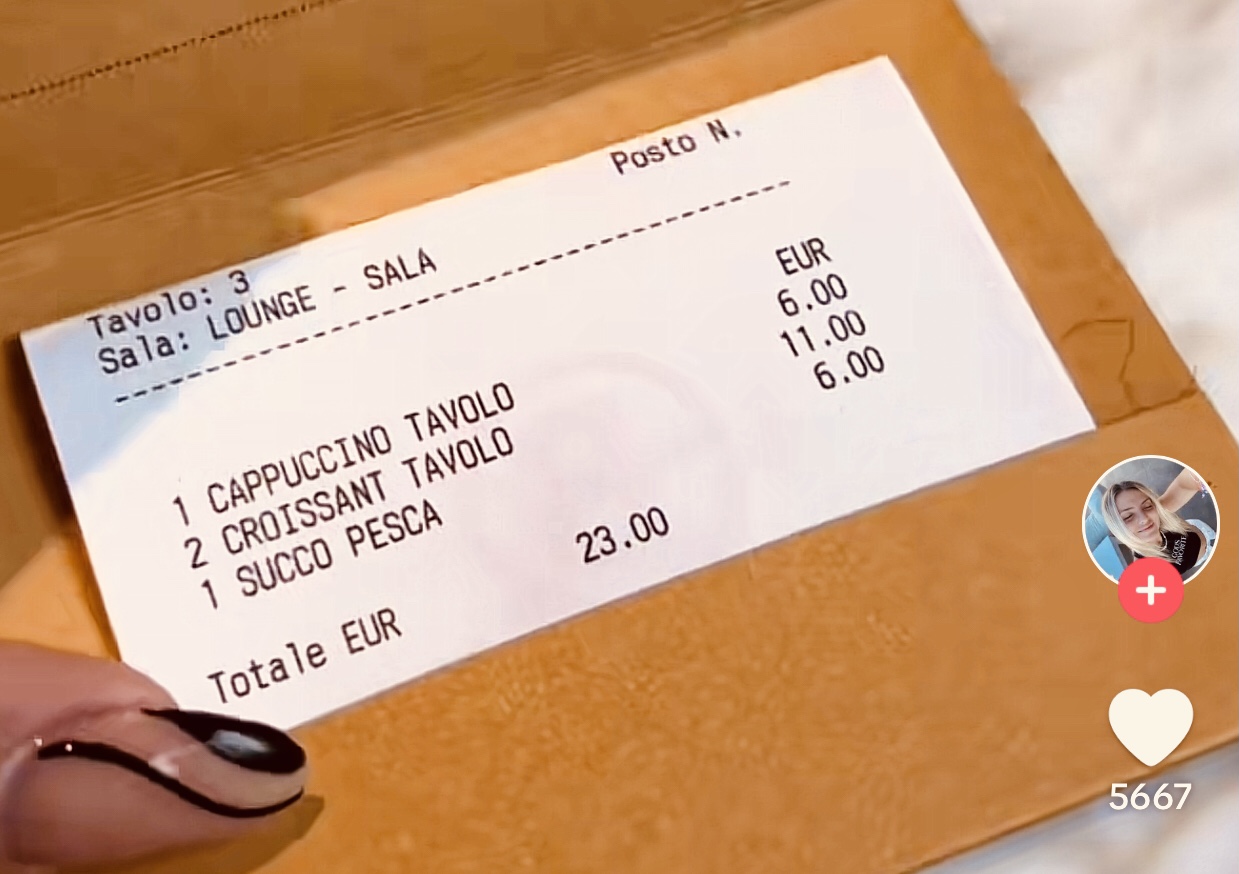 Posto N.
Tavolo: 3
Sala: LOUNGE - SALA
--------------------------------------------
EUR
1 CAPPUCCINO TAVOLO 6.00
2 CROISSANT TAVOLO 11.00
1 SUCCO PESCA 6.00
Totale EUR 23.00
5667